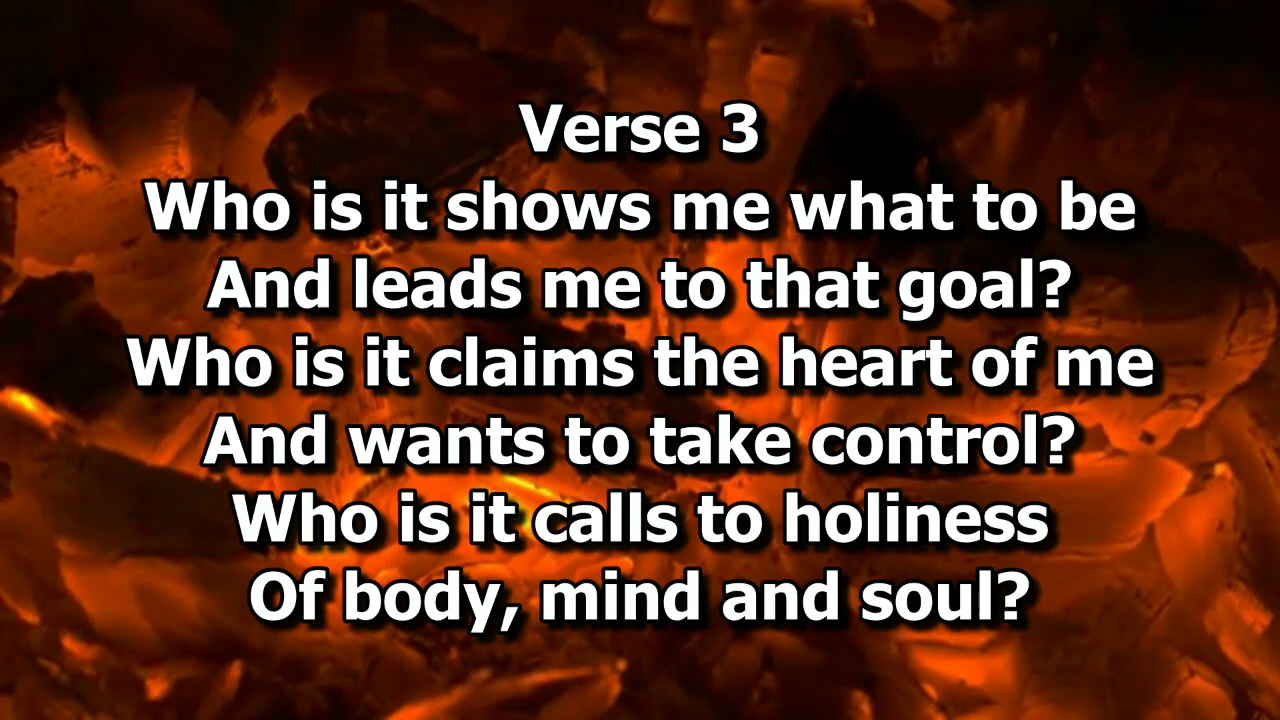 Verse 3
Who is it shows me what to be
And leads me to that goal?
Who is it claims the heart of me
And wants to take control?
Who is it calls to holiness
Of body, mind and soul?